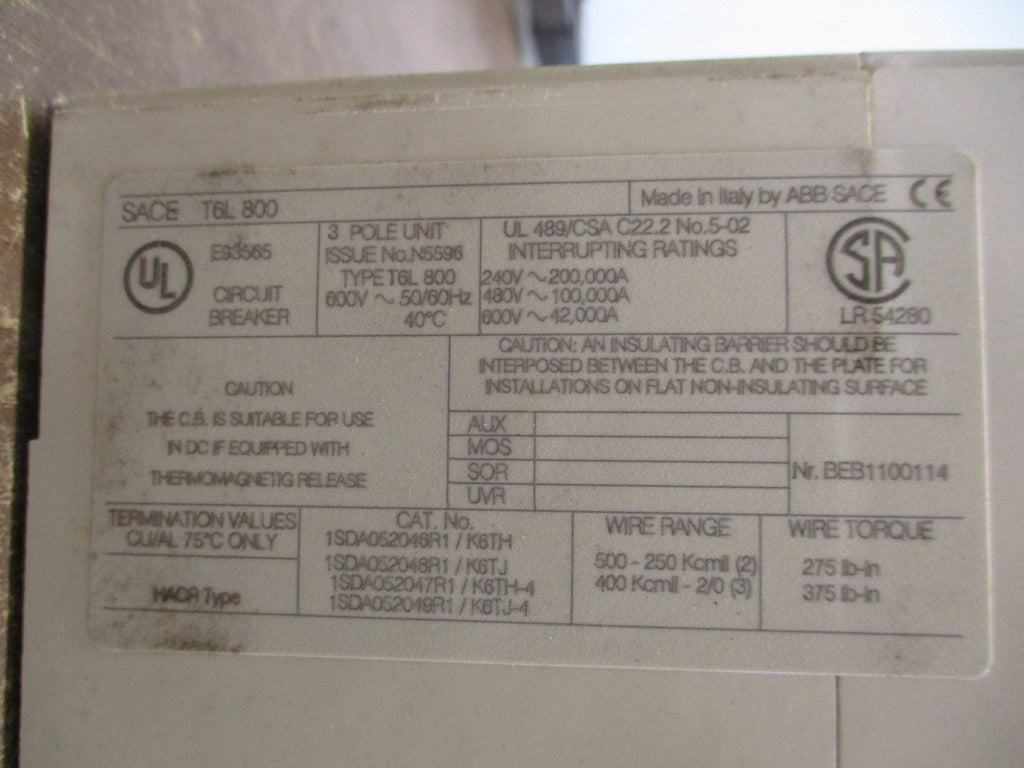 SACE T6L 800
Made in Italy by ABB SACE CE
UL
E93565
CIRCUIT
BREAKER
3 POLE UNIT
ISSUE No.N5596
TYPE T6L 800
600V ~ 50/60Hz
40°C
UL 489/CSA C22.2 No.5-02
INTERRUPTING RATINGS
240V ~ 200,000A
480V ~ 100,000A
600V ~ 42,000A
SA
LR 54280
CAUTION
THE C.B. IS SUITABLE FOR USE
IN DC IF EQUIPPED WITH
THERMOMAGNETIG RELEASE
CAUTION: AN INSULATING BARRIER SHOULD BE
INTERPOSED BETWEEN THE C.B. AND THE PLATE FOR
INSTALLATIONS ON FLAT NON-INSULATING SURFACE
AUX
MOS
SOR
UVR
Nr. BEB1100114
TERMINATION VALUES
CU/AL 75°C ONLY
HACR Type
CAT. No.
1SDA052046R1 / K6TH
1SDA052048R1 / K6TJ
1SDA052047R1 / K6TH-4
1SDA052049R1 / K6TJ-4
WIRE RANGE
500 - 250 Kcmil (2)
400 Kcmil - 2/0 (3)
WIRE TORQUE
275 lb-in
375 lb-in